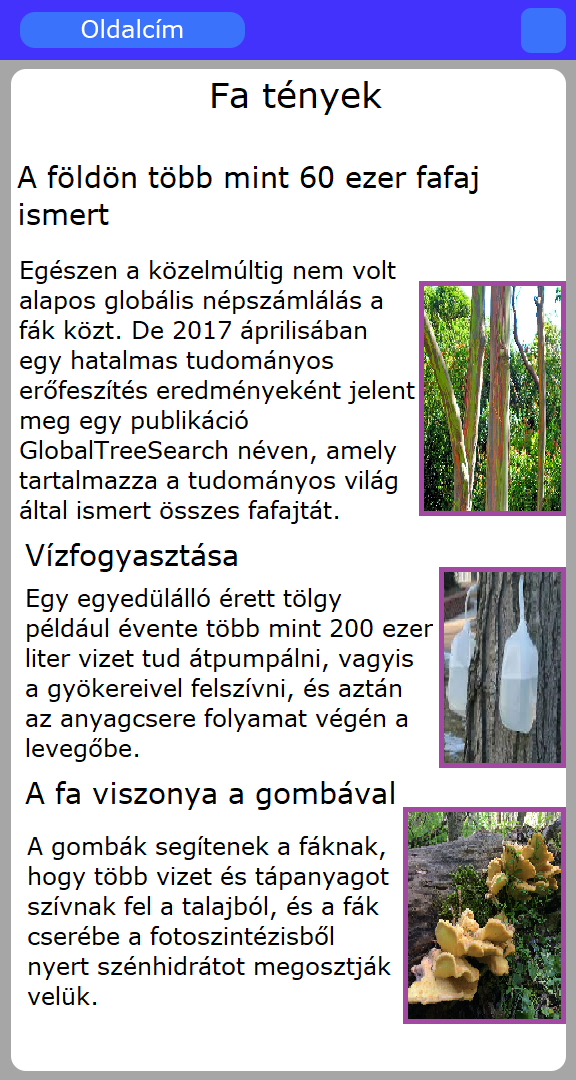 Oldalcím
Fa tények
A földön több mint 60 ezer fafaj
ismert
Egészen a közelmúltig nem volt
alapos globális népszámlálás a
fák közt. De 2017 áprilisában
egy hatalmas tudományos
erőfeszítés eredményeként jelent
meg egy publikáció
GlobalTreeSearch néven, amely
tartalmazza a tudományos világ
által ismert összes fafajtát.
Vízfogyasztása
Egy egyedülálló érett tölgy
például évente több mint 200 ezer
liter vizet tud átpumpálni, vagyis
a gyökereivel felszívni, és aztán
az anyagcsere folyamat végén a
levegőbe.
A fa viszonya a gombával
A gombák segítenek a fáknak,
hogy több vizet és tápanyagot
szívnak fel a talajból, és a fák
cserébe a fotoszintézisből
nyert szénhidrátot megosztják
velük.